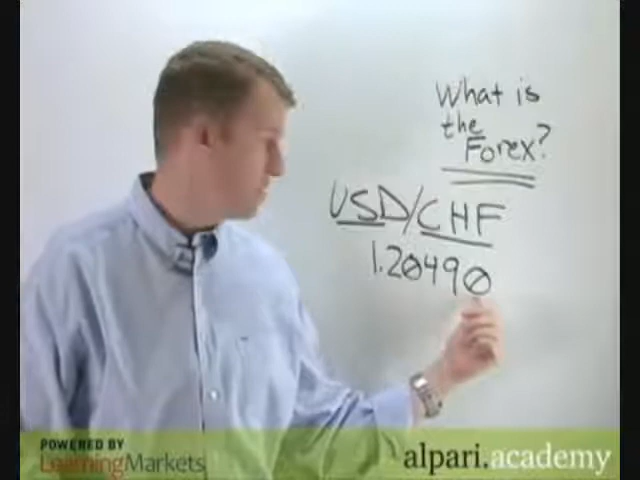 What is
the
Forex?
USD/CHF
1.20490
POWERED BY
LearningMarkets
alpari.academy